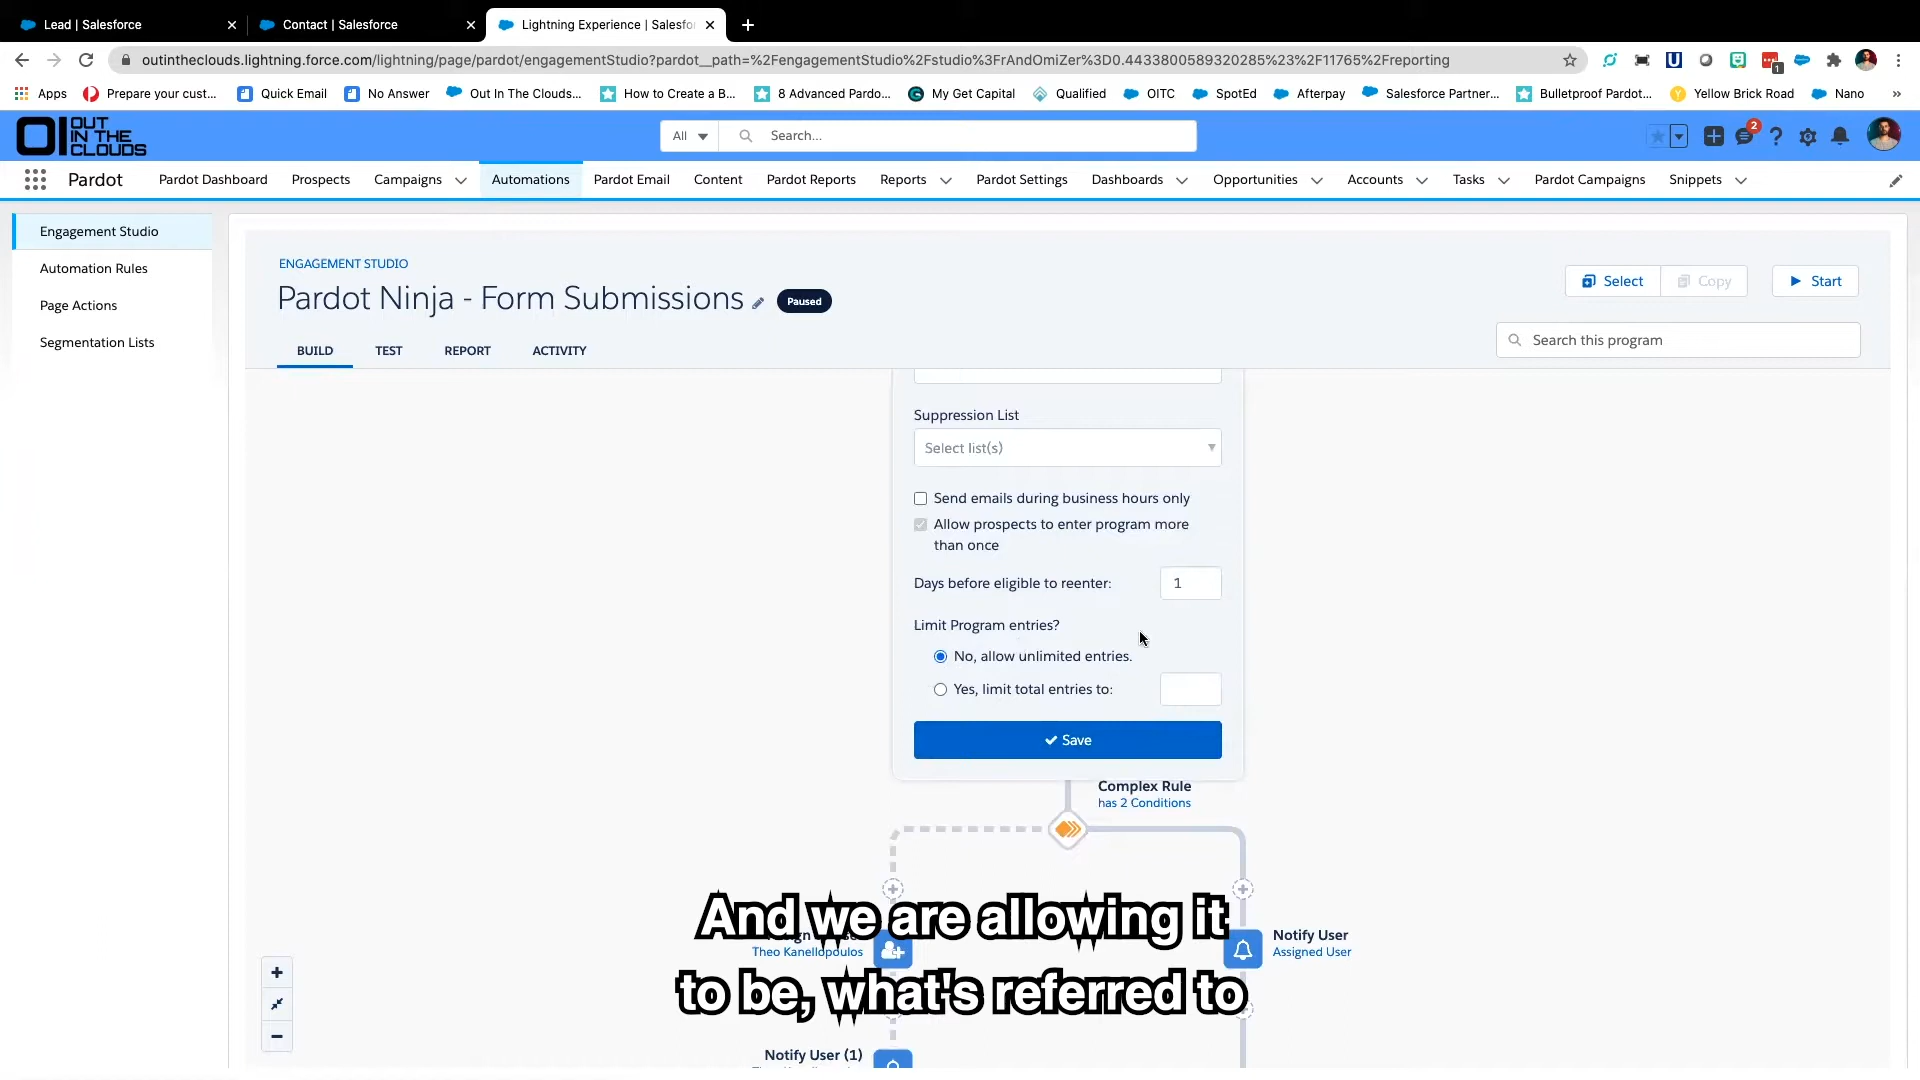 Lead | Salesforce
Contact | Salesforce
Lightning Experience | Salesfo
outintheclouds.lightning.force.com/lightning/page/pardot/engagementStudio?pardot__path=%2FengagementStudio%2Fstudio%3FrAndOmiZer%3D0.4433800589320285%23%2F11765%2Freporting
1
Apps
Prepare your cust...
Quick Email
No Answer
Out In The Clouds...
How to Create a B...
8 Advanced Pardo...
My Get Capital
Qualified
OITC
SpotEd
Afterpay
Salesforce Partner...
Bulletproof Pardot...
Yellow Brick Road
Nano
»
OI OUT
IN THE
CLOUDS
All
Search...
2
Pardot
Pardot Dashboard
Prospects
Campaigns
Automations
Pardot Email
Content
Pardot Reports
Reports
Pardot Settings
Dashboards
Opportunities
Accounts
Tasks
Pardot Campaigns
Snippets
Engagement Studio
Automation Rules
Page Actions
Segmentation Lists
ENGAGEMENT STUDIO
Pardot Ninja - Form Submissions
Paused
Select
Copy
Start
Search this program
BUILD
TEST
REPORT
ACTIVITY
Suppression List
Select list(s)
Send emails during business hours only
Allow prospects to enter program more
than once
Days before eligible to reenter:
1
Limit Program entries?
No, allow unlimited entries.
Yes, limit total entries to:
Save
Complex Rule
has 2 Conditions
And we are allowing it
to be, what's referred to
Theo Kanellopoulos
Notify User
Assigned User
Notify User (1)